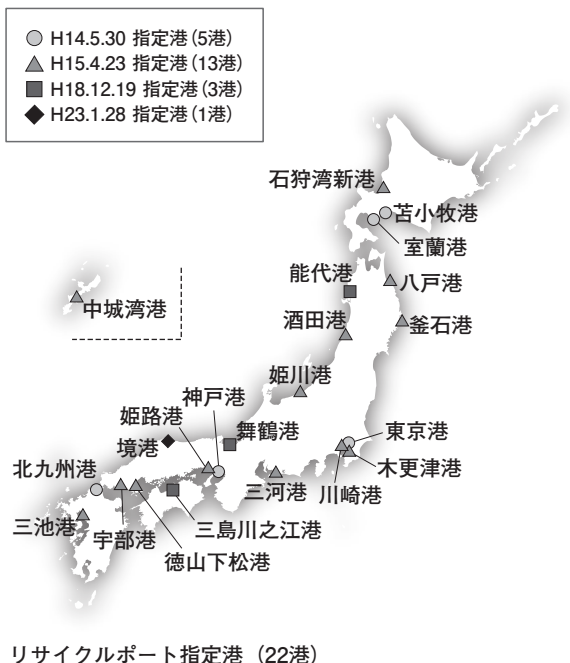 H14.5.30 指定港（5港）
H15.4.23 指定港（13港）
H18.12.19 指定港（3港）
H23.1.28 指定港（1港）
石狩湾新港
苫小牧港
室蘭港
能代港
八戸港
中城湾港
酒田港
釜石港
姫川港
神戸港
姫路港
舞鶴港
東京港
境港
木更津港
北九州港
三河港
川崎港
三池港
宇部港
三島川之江港
徳山下松港
リサイクルポート指定港（22港）